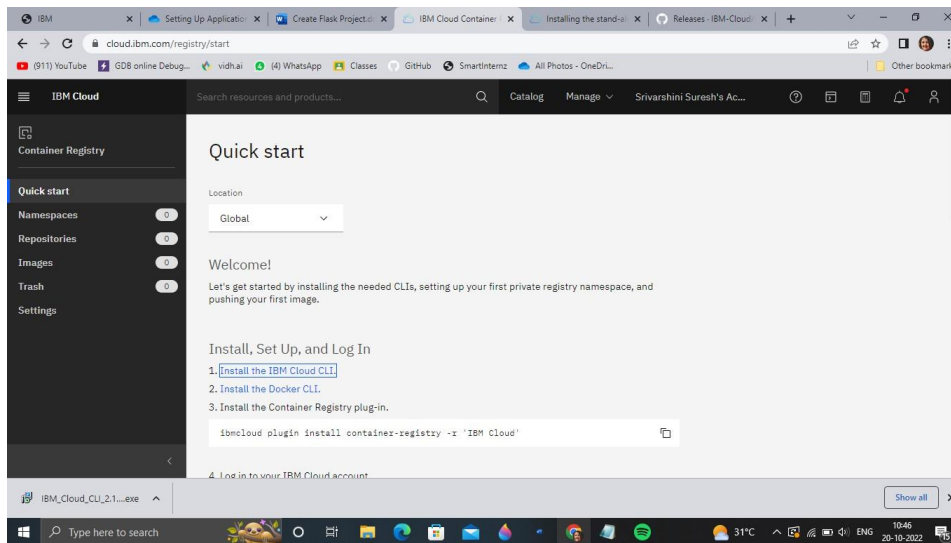 IBM
Setting Up Application
Create Flask Project.d
IBM Cloud Container
Installing the stand-a
Releases · IBM-Cloud
cloud.ibm.com/registry/start
(911) YouTube
GDB online Debug...
vidh.ai
(4) WhatsApp
Classes
GitHub
SmartInternz
All Photos - OneDri...
Other bookmark
IBM Cloud
Search resources and products...
Catalog
Manage
Srivarshini Suresh's Ac...
Container Registry
Quick start
Namespaces 0
Repositories 0
Images 0
Trash 0
Settings
Quick start
Location
Global
Welcome!
Let's get started by installing the needed CLIs, setting up your first private registry namespace, and
pushing your first image.
Install, Set Up, and Log In
1. Install the IBM Cloud CLI.
2. Install the Docker CLI.
3. Install the Container Registry plug-in.
ibmcloud plugin install container-registry -r 'IBM Cloud'
4. Log in to your IBM Cloud account
IBM_Cloud_CLI_2.1....exe
Show all
Type here to search
31°C
ENG
10:46
20-10-2022